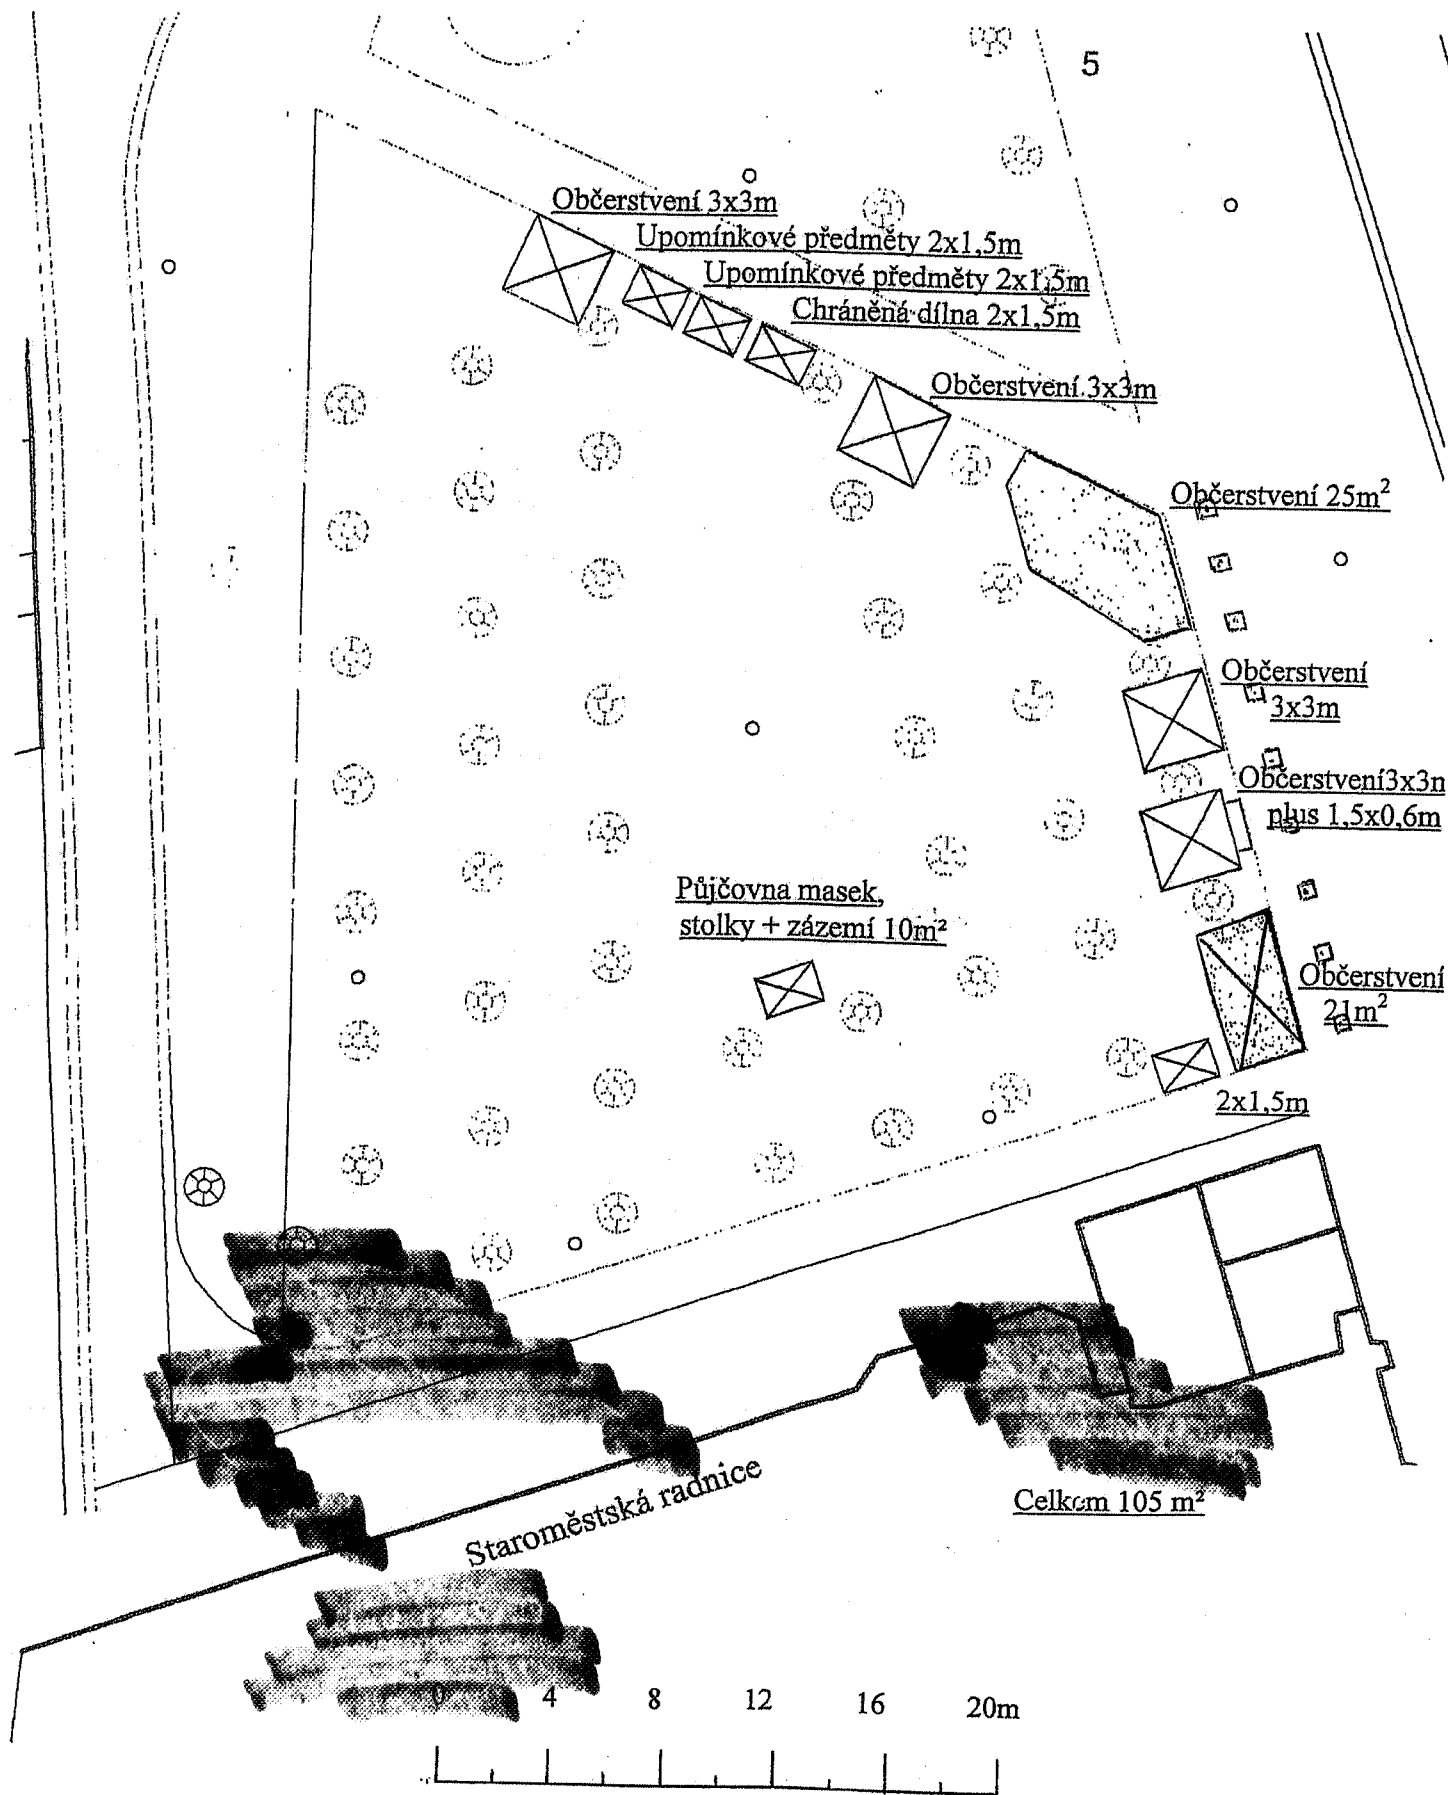 5
Občerstvení 3x3m
Upomínkové předměty 2x1,5m
Upomínkové předměty 2x1,5m
Chráněná dílna 2x1,5m
Občerstvení 3x3m
Občerstvení 25m²
Občerstvení
3x3m
Občerstvení3x3m
plus 1,5x0,6m
Půjčovna masek,
stolky + zázemí 10m²
Občerstvení
21m²
2x1,5m
Staroměstská radnice
Celkem 105 m²
0 4 8 12 16 20m